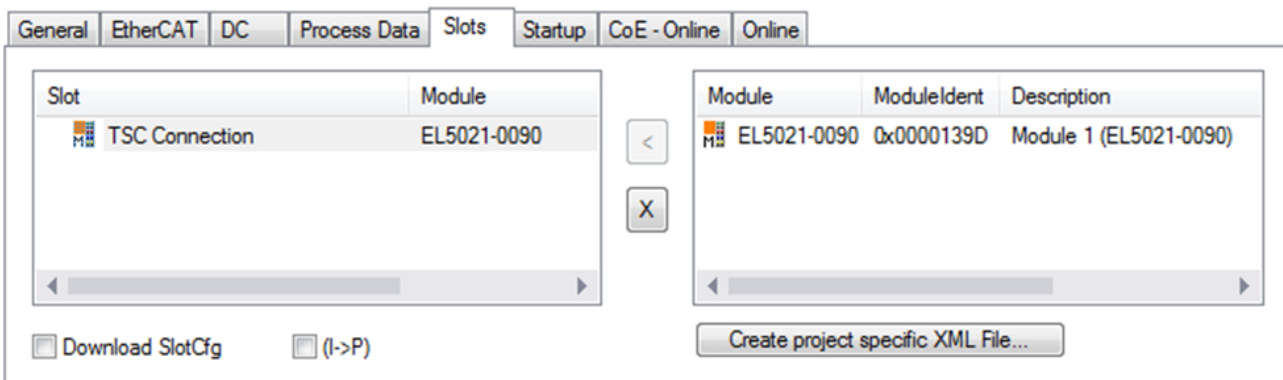 General EtherCAT DC Process Data Slots Startup CoE - Online Online
Slot Module
TSC Connection EL5021-0090
<
X
Module ModuleIdent Description
EL5021-0090 0x0000139D Module 1 (EL5021-0090)
Download SlotCfg (I->P)
Create project specific XML File...